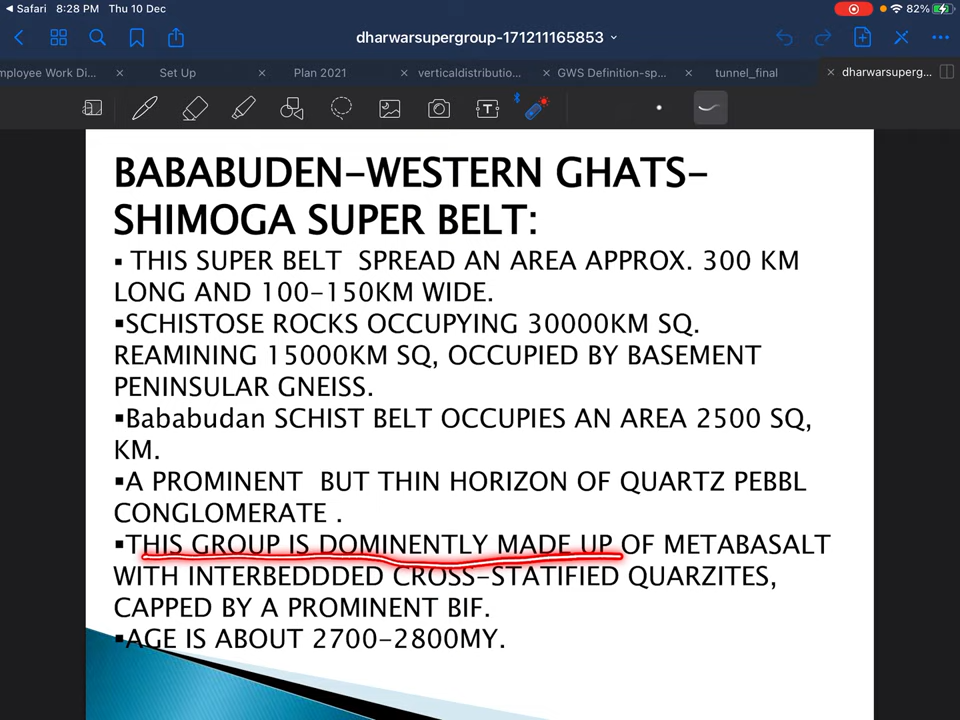 Safari 8:28 PM Thu 10 Dec 82%
dharwarsupergroup-171211165853
mployee Work Di... Set Up Plan 2021 verticaldistributio... GWS Definition-sp... tunnel_final dharwarsuperg...
BABABUDEN-WESTERN GHATS-
SHIMOGA SUPER BELT:
▪ THIS SUPER BELT SPREAD AN AREA APPROX. 300 KM
LONG AND 100-150KM WIDE.
▪SCHISTOSE ROCKS OCCUPYING 30000KM SQ.
REAMINING 15000KM SQ, OCCUPIED BY BASEMENT
PENINSULAR GNEISS.
▪Bababudan SCHIST BELT OCCUPIES AN AREA 2500 SQ,
KM.
▪A PROMINENT BUT THIN HORIZON OF QUARTZ PEBBL
CONGLOMERATE .
▪THIS GROUP IS DOMINENTLY MADE UP OF METABASALT
WITH INTERBEDDDED CROSS-STATIFIED QUARZITES,
CAPPED BY A PROMINENT BIF.
▪AGE IS ABOUT 2700-2800MY.